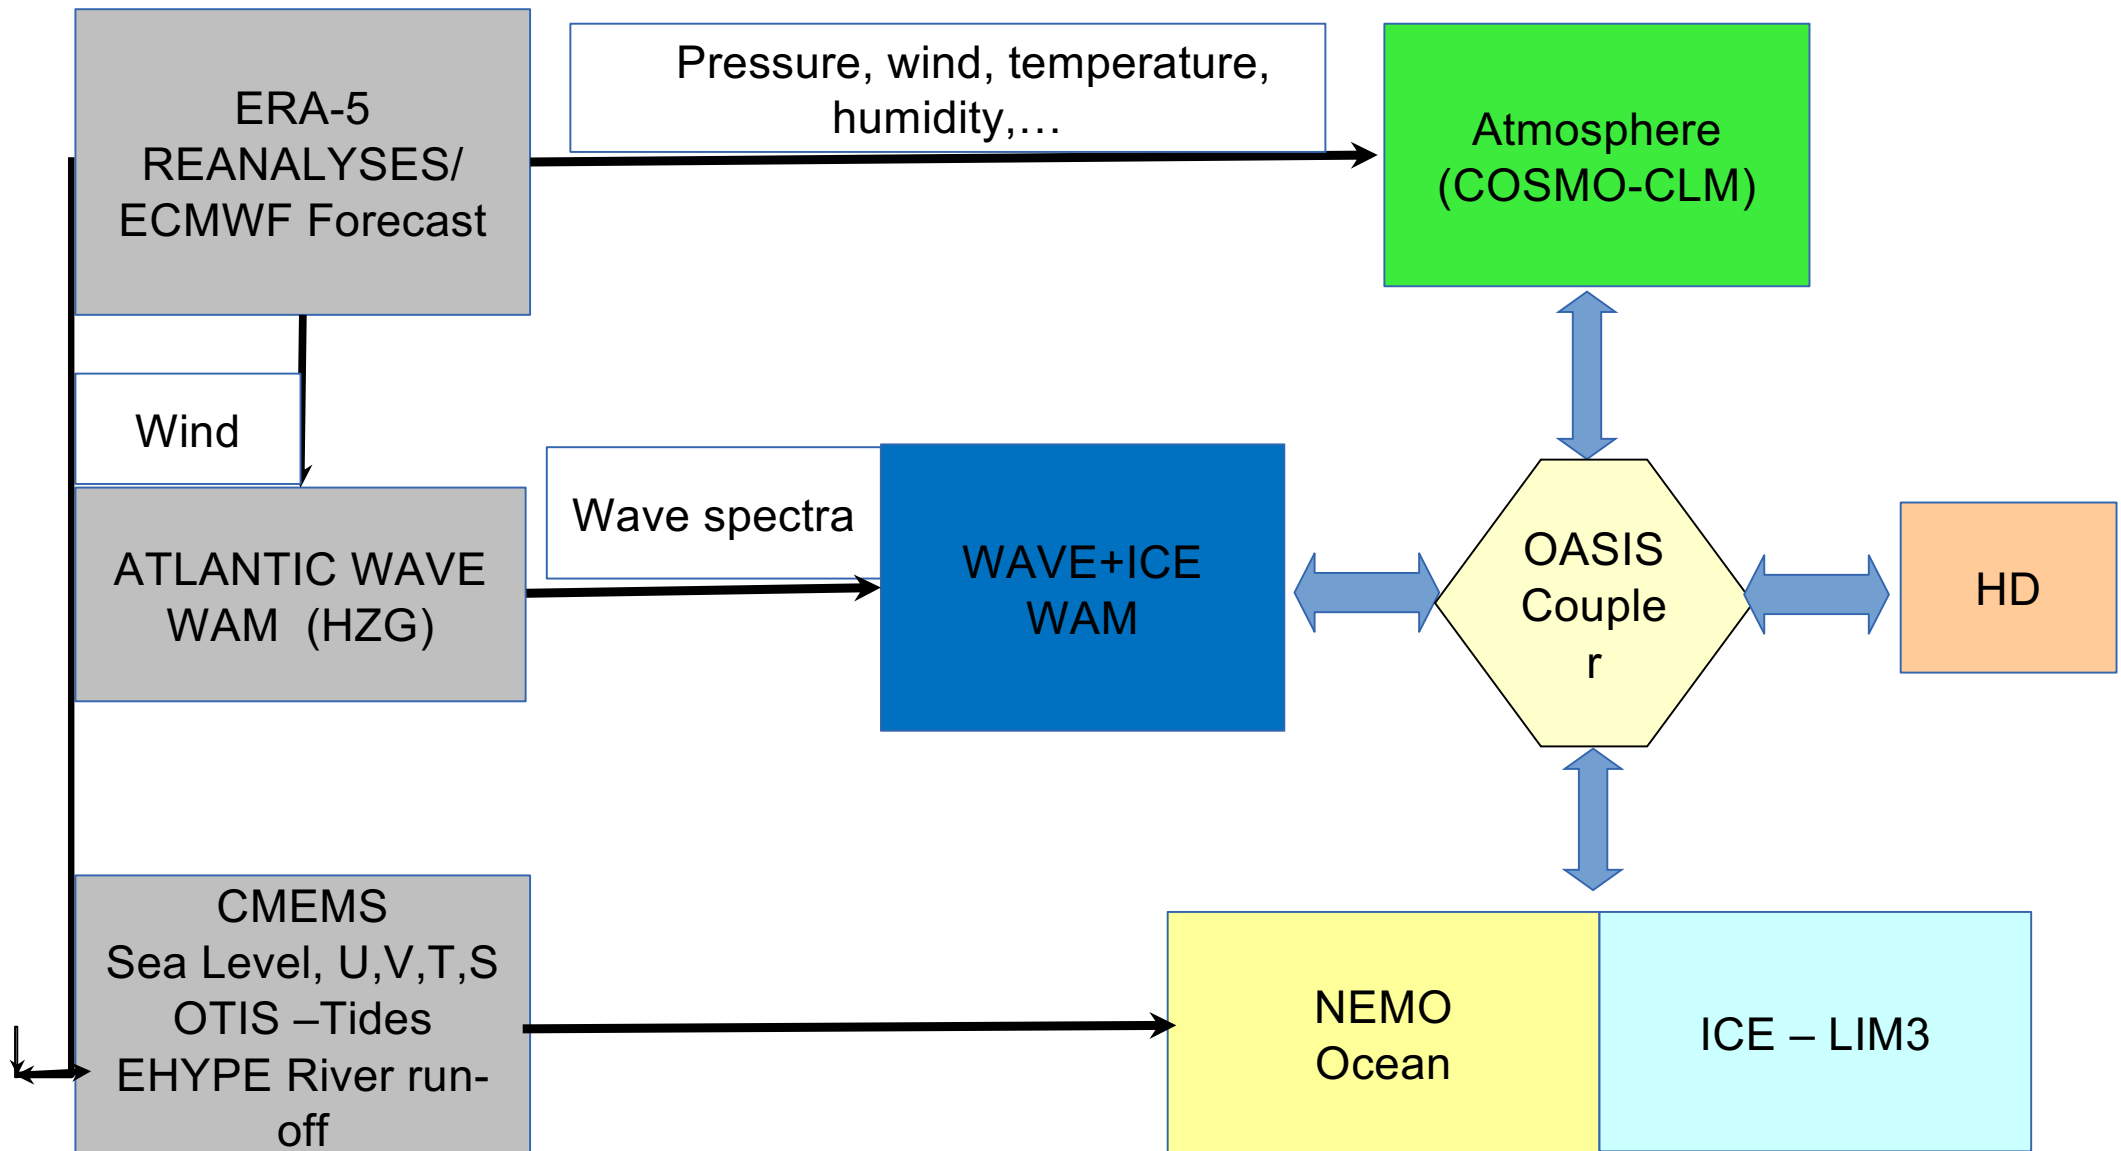 ERA-5
REANALYSES/
ECMWF Forecast
Pressure, wind, temperature,
humidity,...
Atmosphere
(COSMO-CLM)
Wind
ATLANTIC WAVE
WAM (HZG)
Wave spectra
WAVE+ICE
WAM
OASIS
Couple
r
HD
CMEMS
Sea Level, U,V,T,S
OTIS –Tides
EHYPE River run-
off
NEMO
Ocean
ICE – LIM3